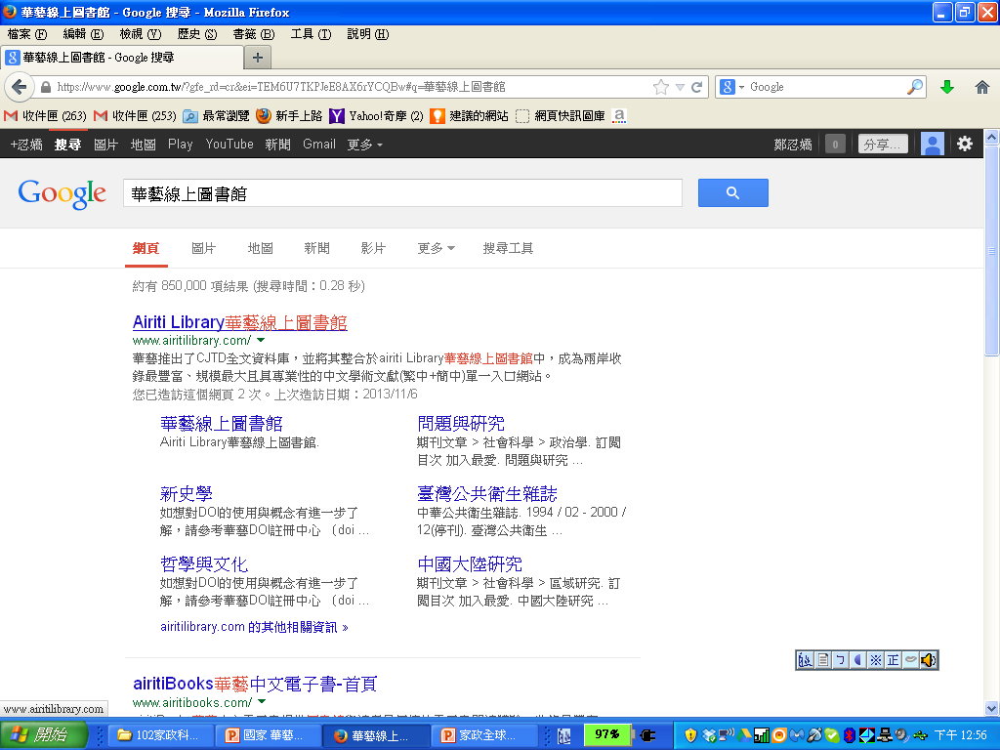 華藝線上圖書館 - Google 搜尋 - Mozilla Firefox
檔案 (F) 編輯 (E) 檢視 (V) 歷史 (S) 書籤 (B) 工具 (T) 說明 (H)
華藝線上圖書館 - Google 搜尋
https://www.google.com.tw/?gfe_rd=cr&ei=TEM6U7TKPJeE8AX6rYCQBw#q=華藝線上圖書館
Google
收件匣 (263) 收件匣 (253) 最常瀏覽 新手上路 Yahoo!奇摩 (2) 建議的網站 網頁快訊圖庫
+忍嬌 搜尋 圖片 地圖 Play YouTube 新聞 Gmail 更多 鄭忍嬌 0 分享...
Google 華藝線上圖書館
網頁 圖片 地圖 新聞 影片 更多 搜尋工具
約有 850,000 項結果 (搜尋時間：0.28 秒)
Airiti Library華藝線上圖書館
www.airitilibrary.com/
華藝推出了CJTD全文資料庫，並將其整合於airiti Library華藝線上圖書館中，成為兩岸收
錄最豐富、規模最大且具專業性的中文學術文獻(繁中+簡中)單一入口網站。
您已造訪這個網頁 2 次。上次造訪日期：2013/11/6
華藝線上圖書館
Airiti Library華藝線上圖書館.
問題與研究
期刊文章 > 社會科學 > 政治學. 訂閱
目次 加入最愛. 問題與研究 ...
新史學
如想對DOI的使用與概念有進一步了
解，請參考華藝DOI註冊中心 〔doi ...
臺灣公共衛生雜誌
中華公共衛生雜誌. 1994 / 02 - 2000 /
12(停刊). 臺灣公共衛生 ...
哲學與文化
如想對DOI的使用與概念有進一步了
解，請參考華藝DOI註冊中心 〔doi ...
中國大陸研究
期刊文章 > 社會科學 > 區域研究. 訂
閱目次 加入最愛. 中國大陸研究 ...
airitilibrary.com 的其他相關資訊 »
airitiBooks華藝中文電子書-首頁
www.airitibooks.com/
www.airitilibrary.com
開始 102家政科... 國家 華藝... 華藝線上... 家政全球... 97% 下午 12:56